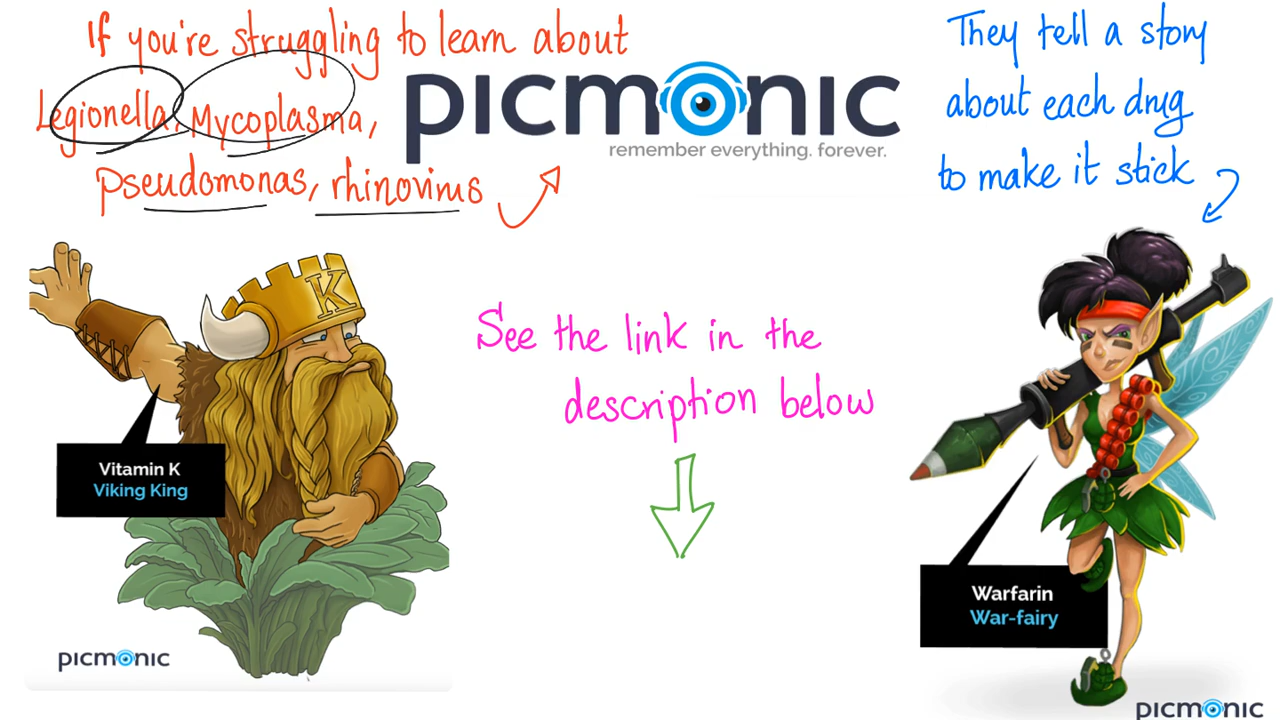 If you're struggling to learn about
Legionella, Mycoplasma,
Pseudomonas, rhinovirus
picmonic
remember everything. forever.
They tell a story
about each drug
to make it stick
K
See the link in the
description below
Vitamin K
Viking King
Warfarin
War-fairy
picmonic
picmonic